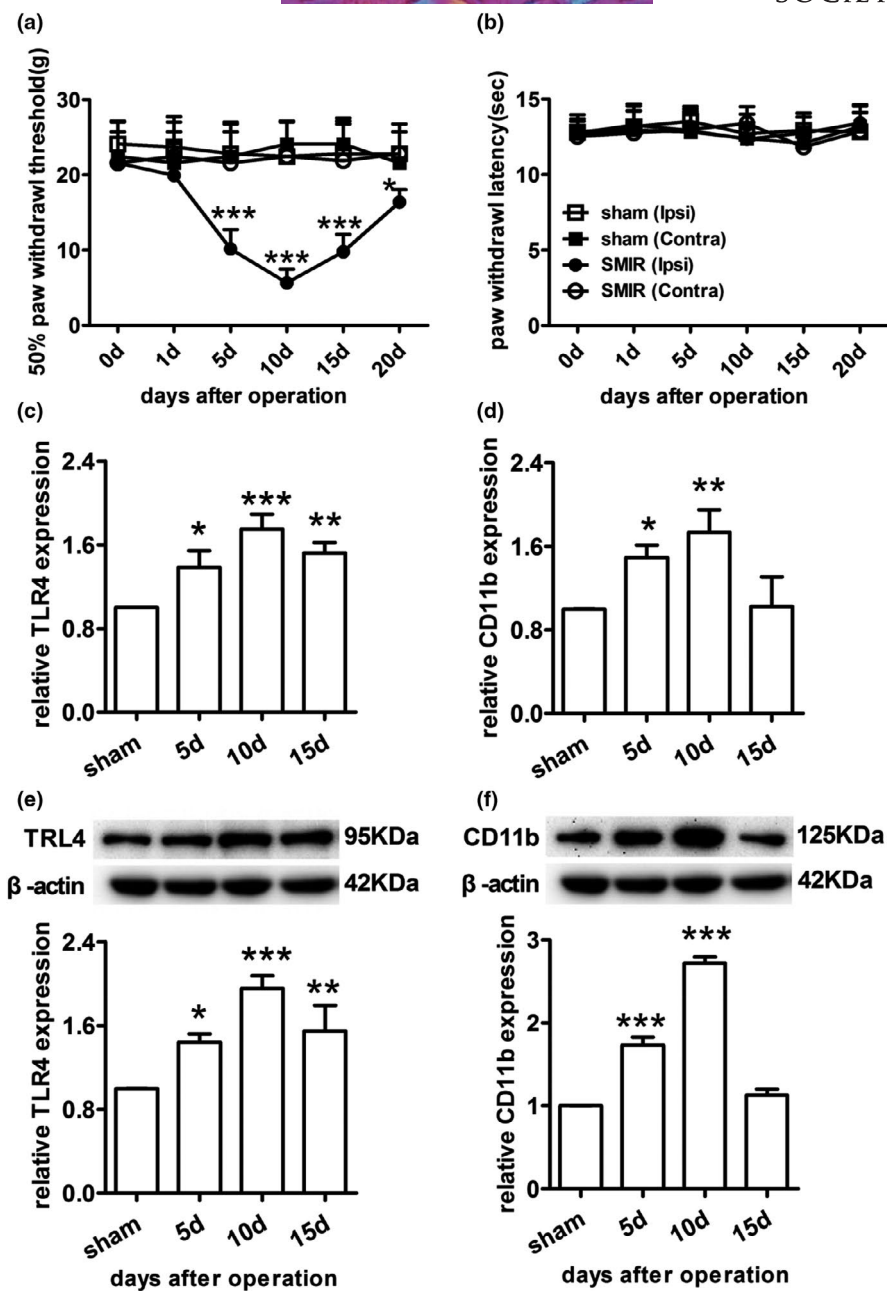 SOCIET
(a)
50% paw withdrawl threshold(g)
30
20
10
0
***
***
***
*
0d 1d 5d 10d 15d 20d
days after operation
(b)
paw withdrawl latency(sec)
15
10
5
0
sham (Ipsi)
sham (Contra)
SMIR (Ipsi)
SMIR (Contra)
0d 1d 5d 10d 15d 20d
days after operation
(c)
relative TLR4 expression
2.4
1.6
0.8
0.0
* *** **
sham 5d 10d 15d
(d)
relative CD11b expression
2.4
1.6
0.8
0.0
* **
sham 5d 10d 15d
(e)
TRL4 95KDa
β -actin 42KDa
relative TLR4 expression
2.4
1.6
0.8
0.0
* *** **
sham 5d 10d 15d
days after operation
(f)
CD11b 125KDa
β -actin 42KDa
relative CD11b expression
3
2
1
0
*** ***
sham 5d 10d 15d
days after operation